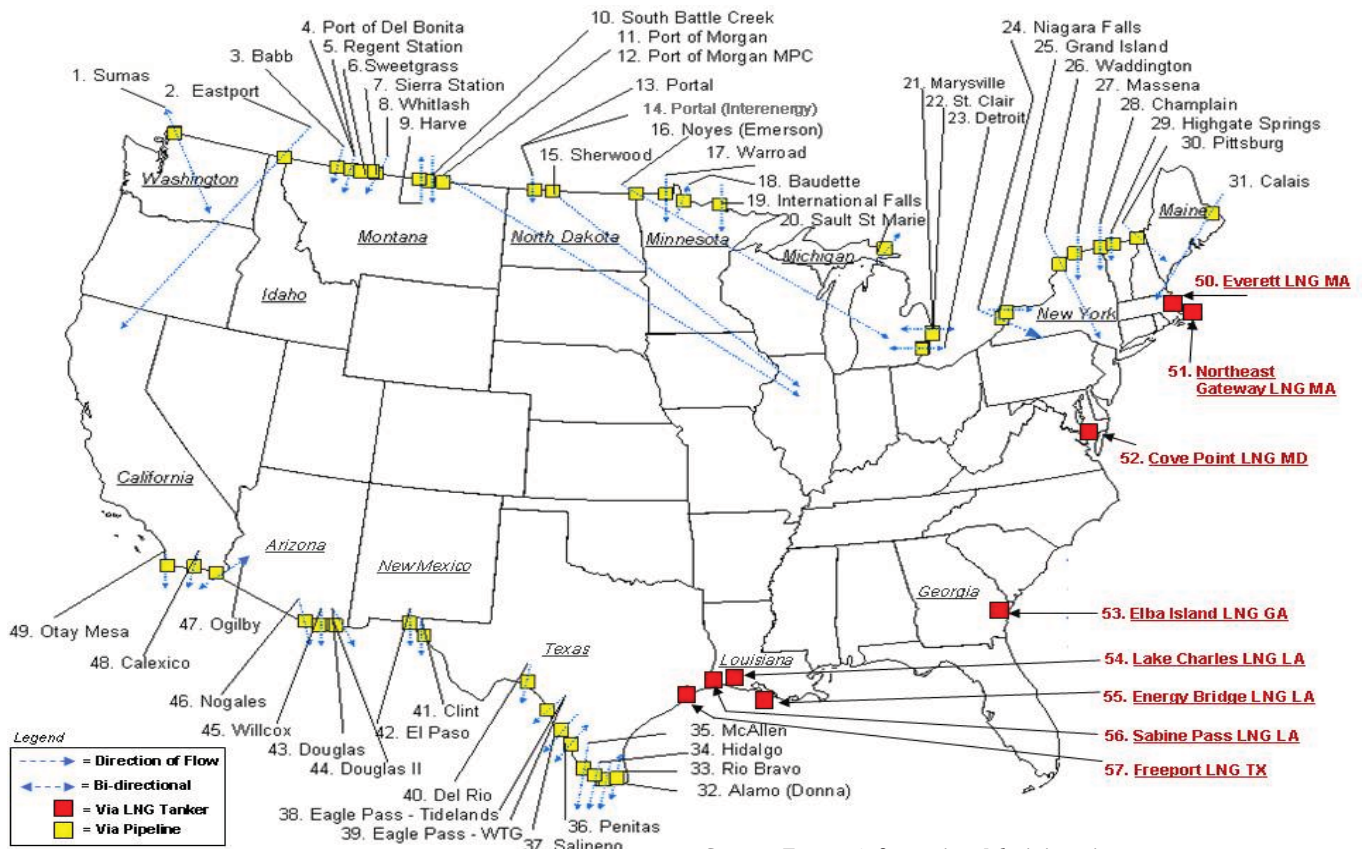 1. Sumas
2. Eastport
3. Babb
4. Port of Del Bonita
5. Regent Station
6. Sweetgrass
7. Sierra Station
8. Whitlash
9. Harve
10. South Battle Creek
11. Port of Morgan
12. Port of Morgan MPC
13. Portal
14. Portal (Interenergy)
15. Sherwood
16. Noyes (Emerson)
17. Warroad
18. Baudette
19. International Falls
20. Sault St Marie
21. Marysville
22. St. Clair
23. Detroit
24. Niagara Falls
25. Grand Island
26. Waddington
27. Massena
28. Champlain
29. Highgate Springs
30. Pittsburg
31. Calais
Washington
Montana
Idaho
North Dakota
Minnesota
Michigan
New York
Maine
California
Arizona
New Mexico
Texas
Louisiana
Georgia
50. Everett LNG MA
51. Northeast
Gateway LNG MA
52. Cove Point LNG MD
53. Elba Island LNG GA
54. Lake Charles LNG LA
55. Energy Bridge LNG LA
56. Sabine Pass LNG LA
57. Freeport LNG TX
49. Otay Mesa
48. Calexico
47. Ogilby
46. Nogales
45. Willcox
43. Douglas
44. Douglas II
42. El Paso
41. Clint
40. Del Rio
38. Eagle Pass - Tidelands
39. Eagle Pass - WTG
37. Salineno
36. Penitas
35. McAllen
34. Hidalgo
33. Rio Bravo
32. Alamo (Donna)
Legend
= Direction of Flow
= Bi-directional
= Via LNG Tanker
= Via Pipeline